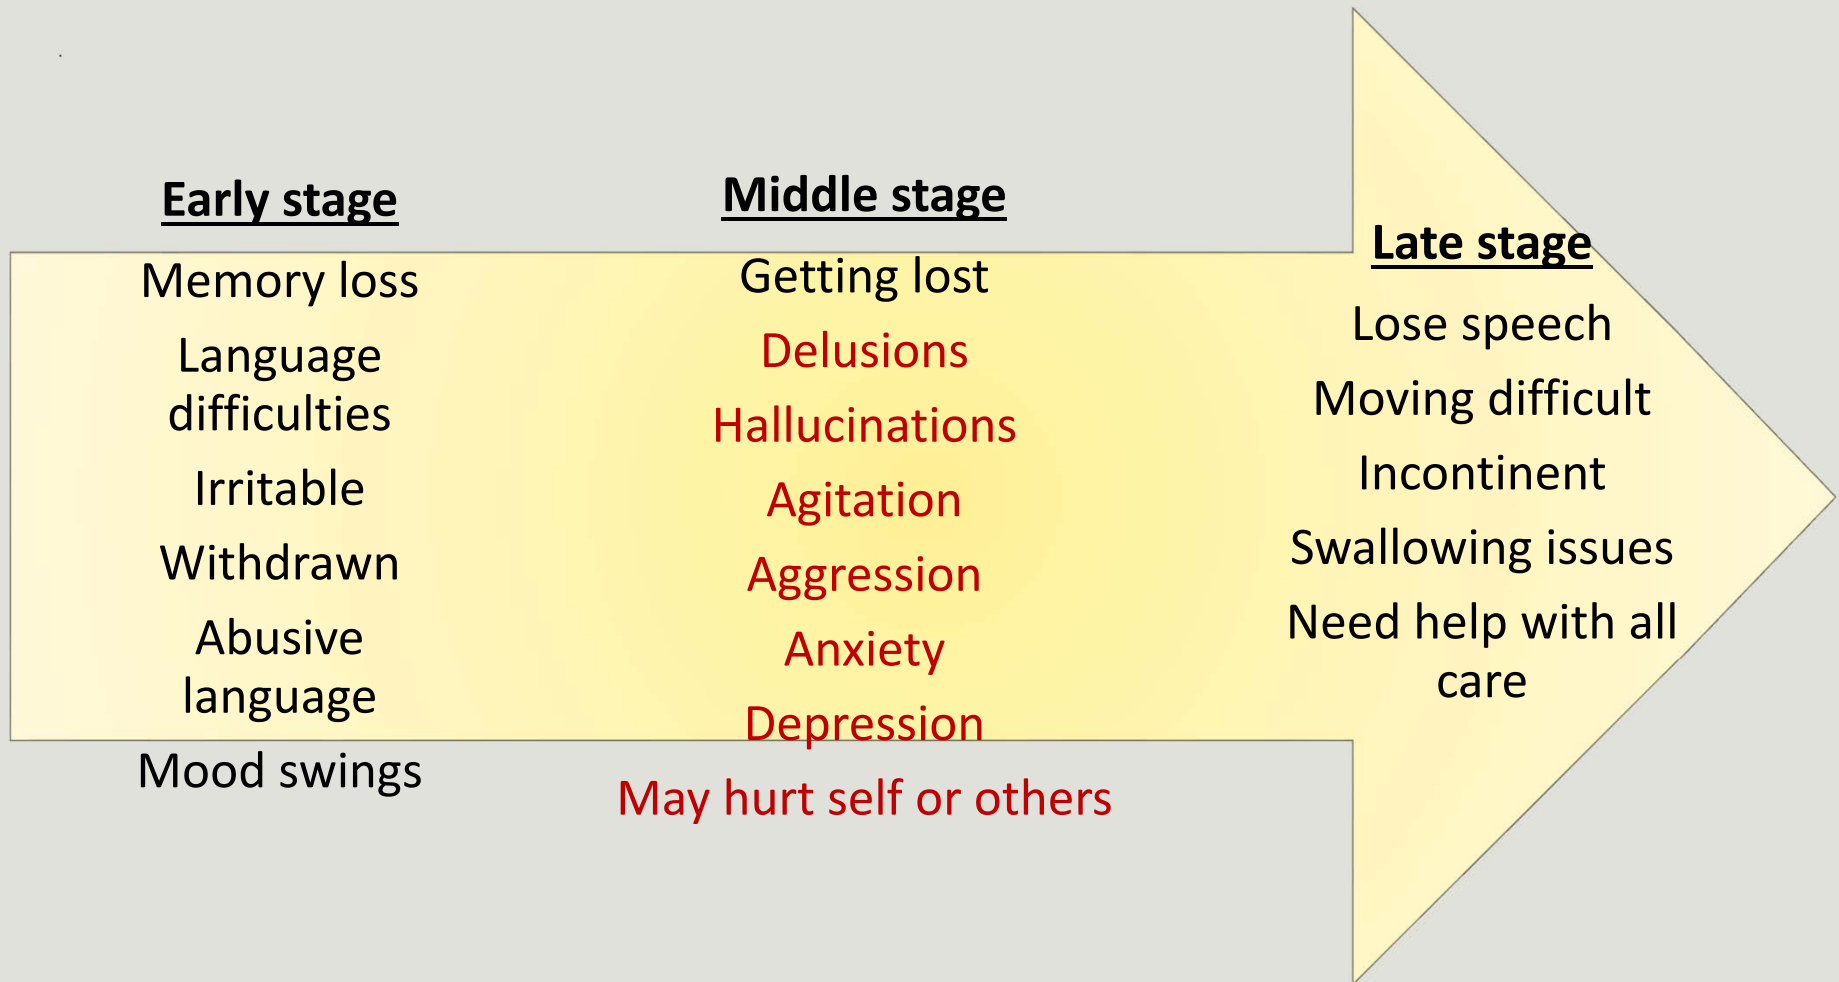 Early stage
Memory loss
Language
difficulties
Irritable
Withdrawn
Abusive
language
Mood swings
Middle stage
Getting lost
Delusions
Hallucinations
Agitation
Aggression
Anxiety
Depression
May hurt self or others
Late stage
Lose speech
Moving difficult
Incontinent
Swallowing issues
Need help with all
care